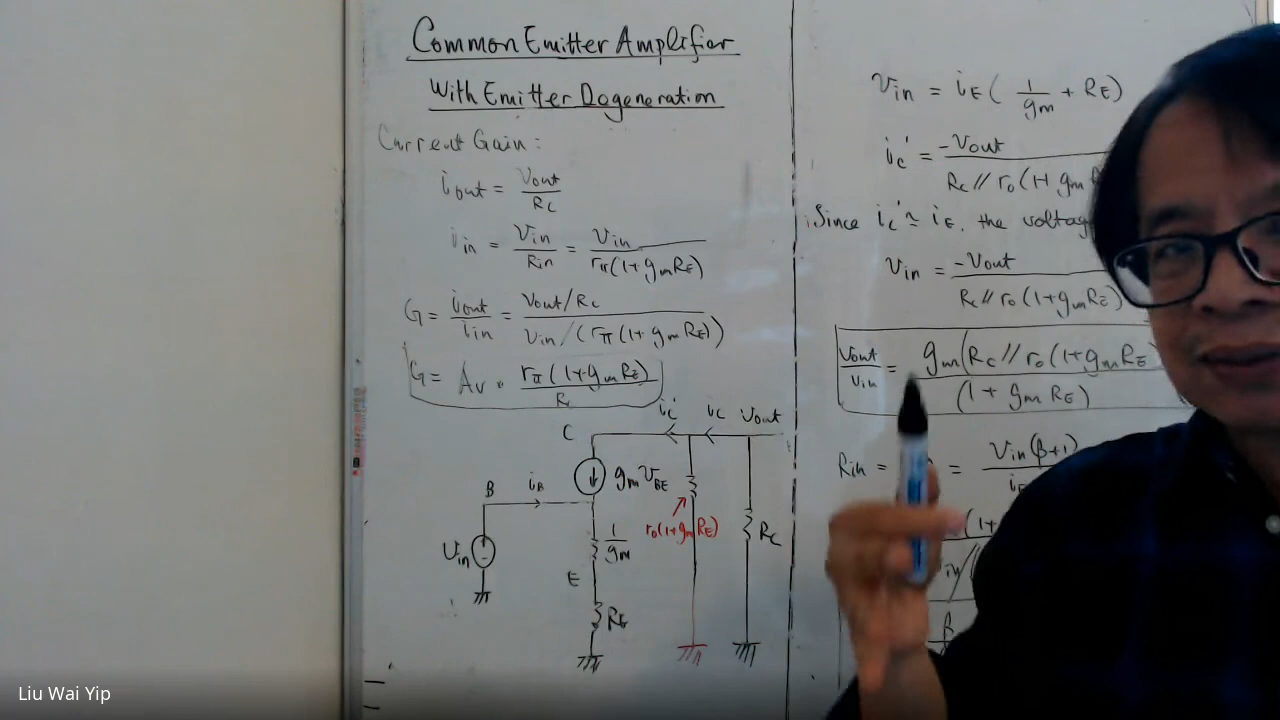 Common Emitter Amplifier
With Emitter Degeneration
Current Gain:
iout = Vout / RC
iin = Vin / Rin = Vin / rπ(1+gmRE)
G = iout / iin = Vout/RC / Vin/(rπ(1+gmRE))
G = Av · rπ(1+gmRE) / RC
C
ic'
ic
Vout
B
iB
gmVBE
Vin
1/gm
ro(1+gmRE)
RC
E
RE
Vin = iE(1/gm + RE)
ic' = -Vout / RC // ro(1+gm
Since ic' ≈ iE, the voltag
Vin = -Vout / RC // ro(1+gmRE)
Vout / Vin = gm(RC // ro(1+gmRE) / (1+gmRE)
Rin = = Vin(β+1) / iE
(1+
β
Liu Wai Yip